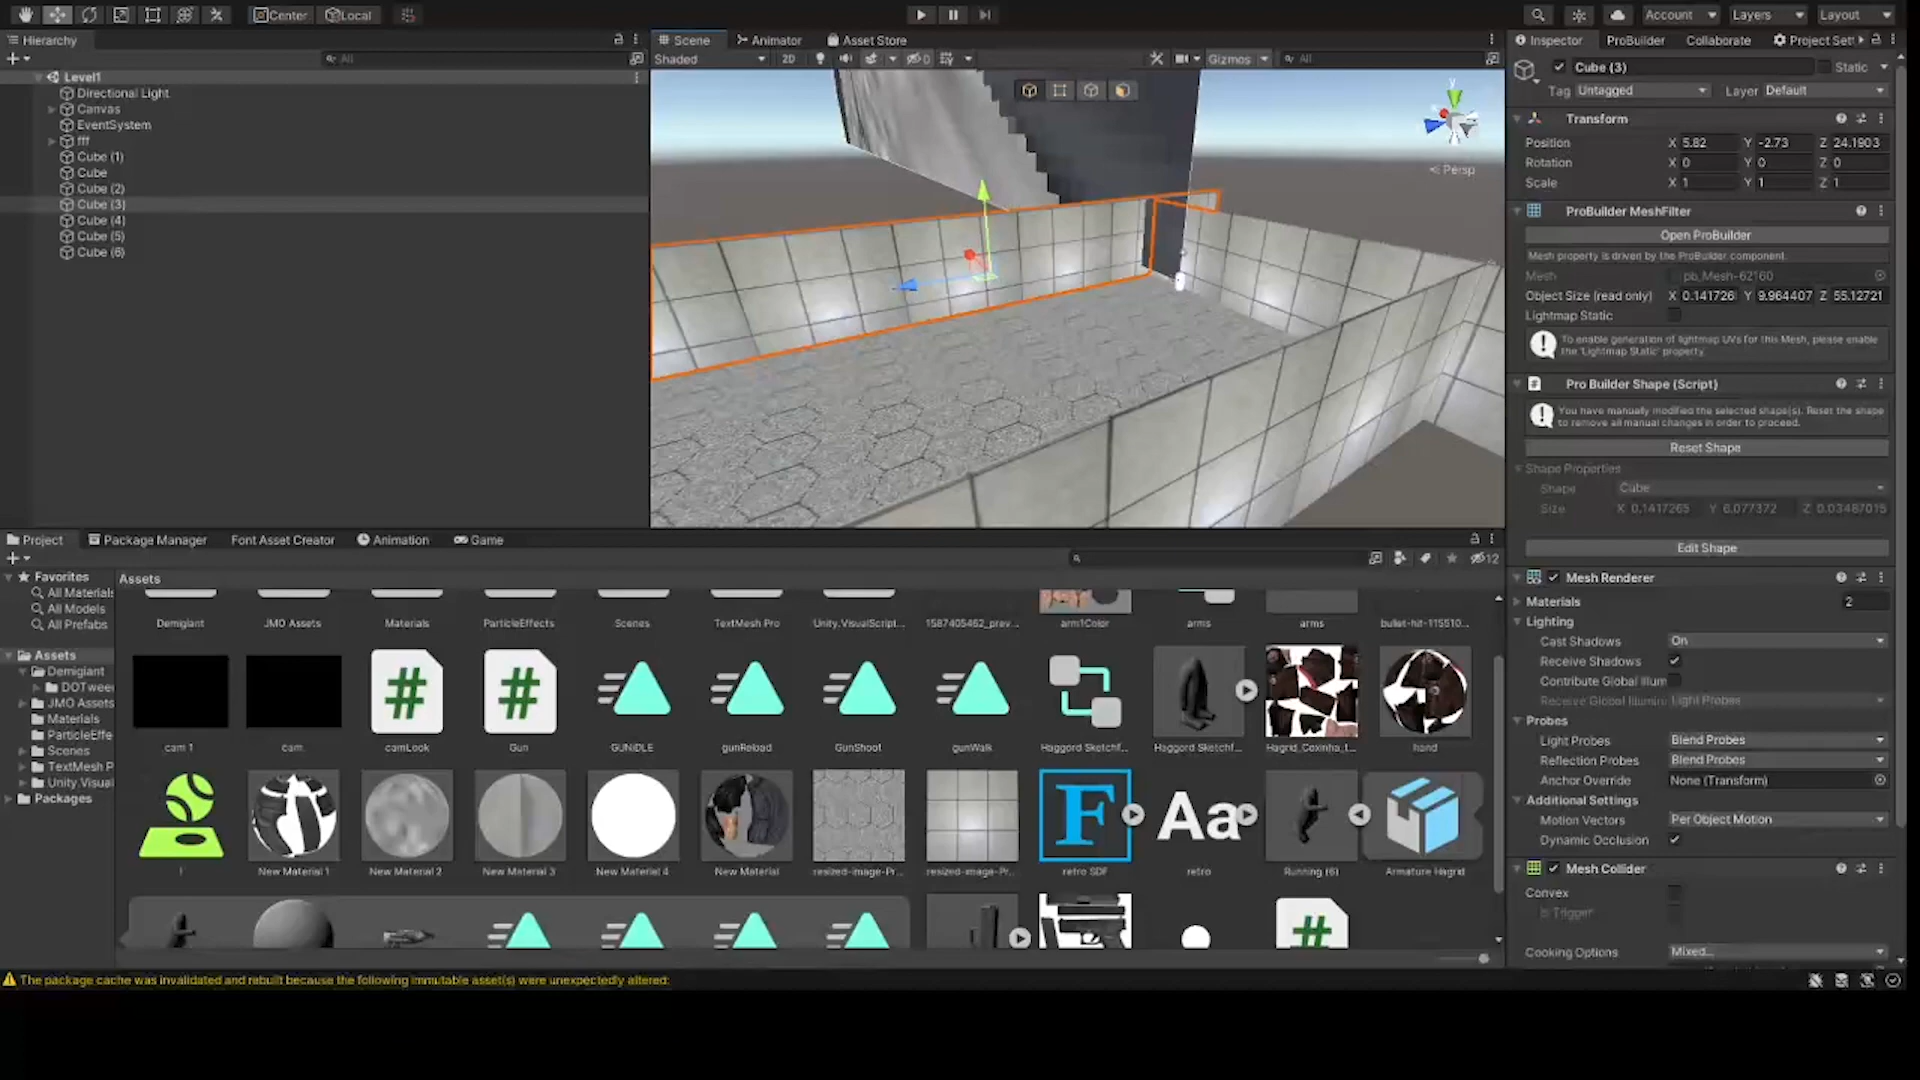 Center
Local
Account
Layers
Layout
Hierarchy
Scene
Animator
Asset Store
Inspector
ProBuilder
Collaborate
Project Set
All
Shaded
2D
0
Gizmos
All
Cube (3)
Static
Level1
Directional Light
Canvas
EventSystem
fff
Cube (1)
Cube
Cube (2)
Cube (3)
Cube (4)
Cube (5)
Cube (6)
y
< Persp
Tag Untagged
Layer Default
Transform
Position X 5.82 Y -2.73 Z 24.1903
Rotation X 0 Y 0 Z 0
Scale X 1 Y 1 Z 1
ProBuilder MeshFilter
Open ProBuilder
Mesh property is driven by the ProBuilder component.
Mesh pb_Mesh-62160
Object Size (read only) X 0.141726 Y 9.964407 Z 55.12721
Lightmap Static
To enable generation of lightmap UVs for this Mesh, please enable
the 'Lightmap Static' property.
Pro Builder Shape (Script)
You have manually modified the selected shape(s). Reset the shape
to remove all manual changes in order to proceed.
Reset Shape
Shape Properties
Shape Cube
Size X 0.1417265 Y 6.077372 Z 0.03487015
Edit Shape
Mesh Renderer
Materials 2
Lighting
Cast Shadows On
Receive Shadows
Contribute Global Illum
Receive Global Illumina Light Probes
Probes
Light Probes Blend Probes
Reflection Probes Blend Probes
Anchor Override None (Transform)
Additional Settings
Motion Vectors Per Object Motion
Dynamic Occlusion
Mesh Collider
Convex
Is Trigger
Cooking Options Mixed...
Project
Package Manager
Font Asset Creator
Animation
Game
12
Favorites
All Materials
All Models
All Prefabs
Assets
Demigiant
DOTwee
JMO Assets
Materials
ParticleEffe
Scenes
TextMesh P
Unity.Visual
Packages
Assets
Demigiant
JMO Assets
Materials
ParticleEffects
Scenes
TextMesh Pro
Unity.VisualScript...
1587405462_prev...
arm1Color
arms
arms
bullet-hit-115510...
cam 1
cam
camLook
Gun
GUNiDLE
gunReload
GunShoot
gunWalk
Haggord Sketchf...
Haggord Sketchf...
Hagrid_Coxinha_t...
hand
New Material 1
New Material 2
New Material 3
New Material 4
New Material
resized-image-Pr...
resized-image-Pr...
F
retro SDF
Aa
retro
Running (6)
Armature Hagrid
The package cache was invalidated and rebuilt because the following immutable asset(s) were unexpectedly altered: